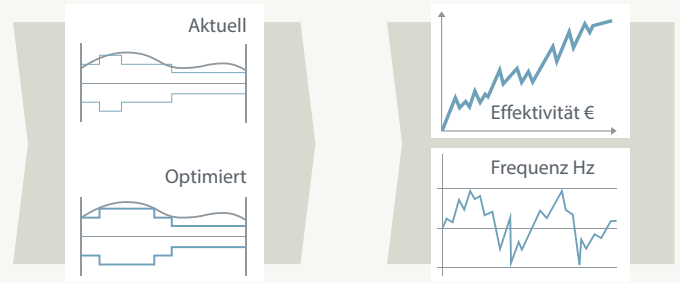 Aktuell
Optimiert
Effektivität €
Frequenz Hz